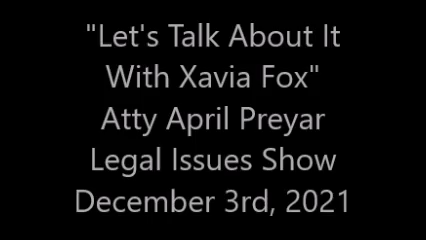 "Let's Talk About It
With Xavia Fox"
Atty April Preyar
Legal Issues Show
December 3rd, 2021